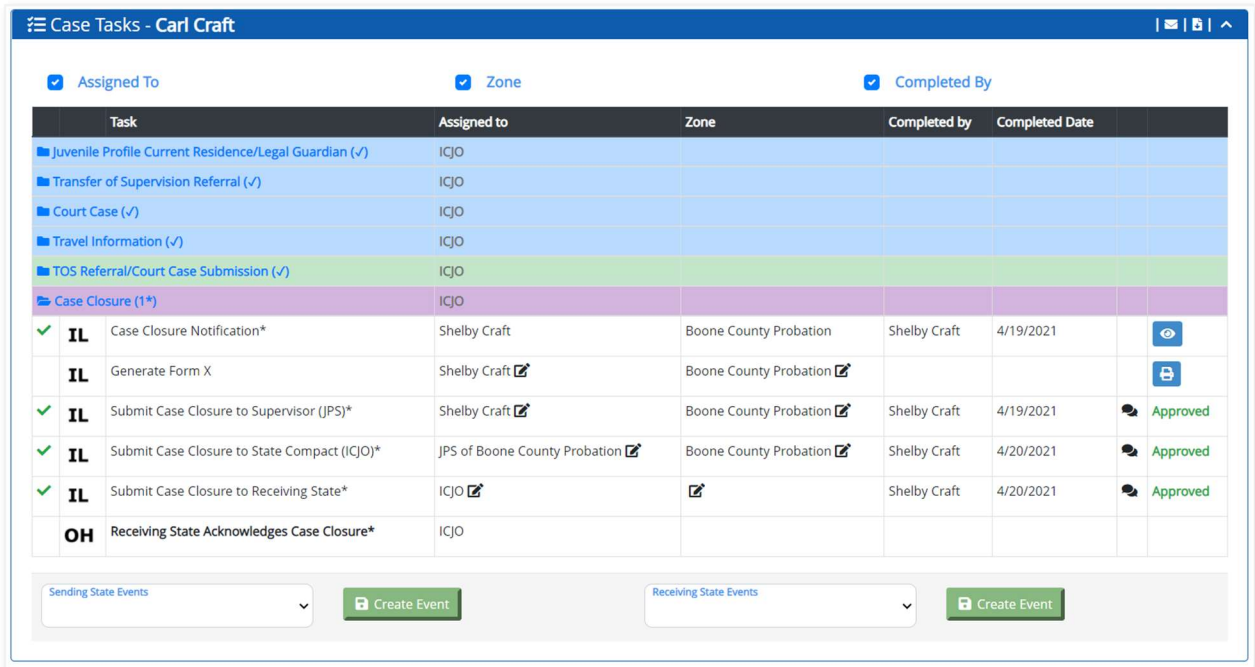 Case Tasks - Carl Craft
Assigned To Zone Completed By
Task Assigned to Zone Completed by Completed Date
Juvenile Profile Current Residence/Legal Guardian (✓) ICJO
Transfer of Supervision Referral (✓) ICJO
Court Case (✓) ICJO
Travel Information (✓) ICJO
TOS Referral/Court Case Submission (✓) ICJO
Case Closure (1*) ICJO
IL Case Closure Notification* Shelby Craft Boone County Probation Shelby Craft 4/19/2021
IL Generate Form X Shelby Craft Boone County Probation
IL Submit Case Closure to Supervisor (JPS)* Shelby Craft Boone County Probation Shelby Craft 4/19/2021 Approved
IL Submit Case Closure to State Compact (ICJO)* JPS of Boone County Probation Boone County Probation Shelby Craft 4/20/2021 Approved
IL Submit Case Closure to Receiving State* ICJO Shelby Craft 4/20/2021 Approved
OH Receiving State Acknowledges Case Closure* ICJO
Sending State Events Create Event Receiving State Events Create Event